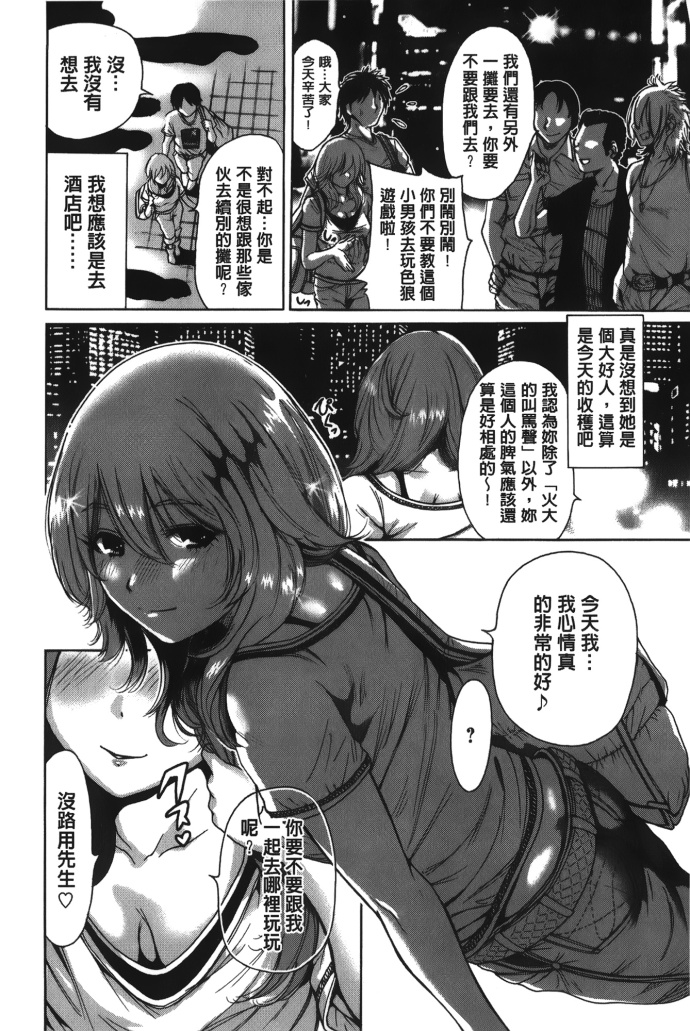 我們還有另外
一攤要去，你要
不要跟我們去？
哦…大家
今天辛苦了！
別鬧別鬧！
你們不要教這個
小男孩去玩色狼
遊戲啦！
沒…
我沒有
想去
對不起…你是
不是很想跟那些傢
伙去續別的攤呢？
我想應該是去
酒店吧……
真是沒想到她是
個大好人，這算
是今天的收穫吧
我認為妳除了「火大
的叫罵聲」以外，妳
這個人的脾氣應該還
算是好相處的～！
今天我…
我心情真
的非常的好♪
？
你要不要跟我
一起去哪裡玩玩
呢？
クスッ♡
沒路用先生♡